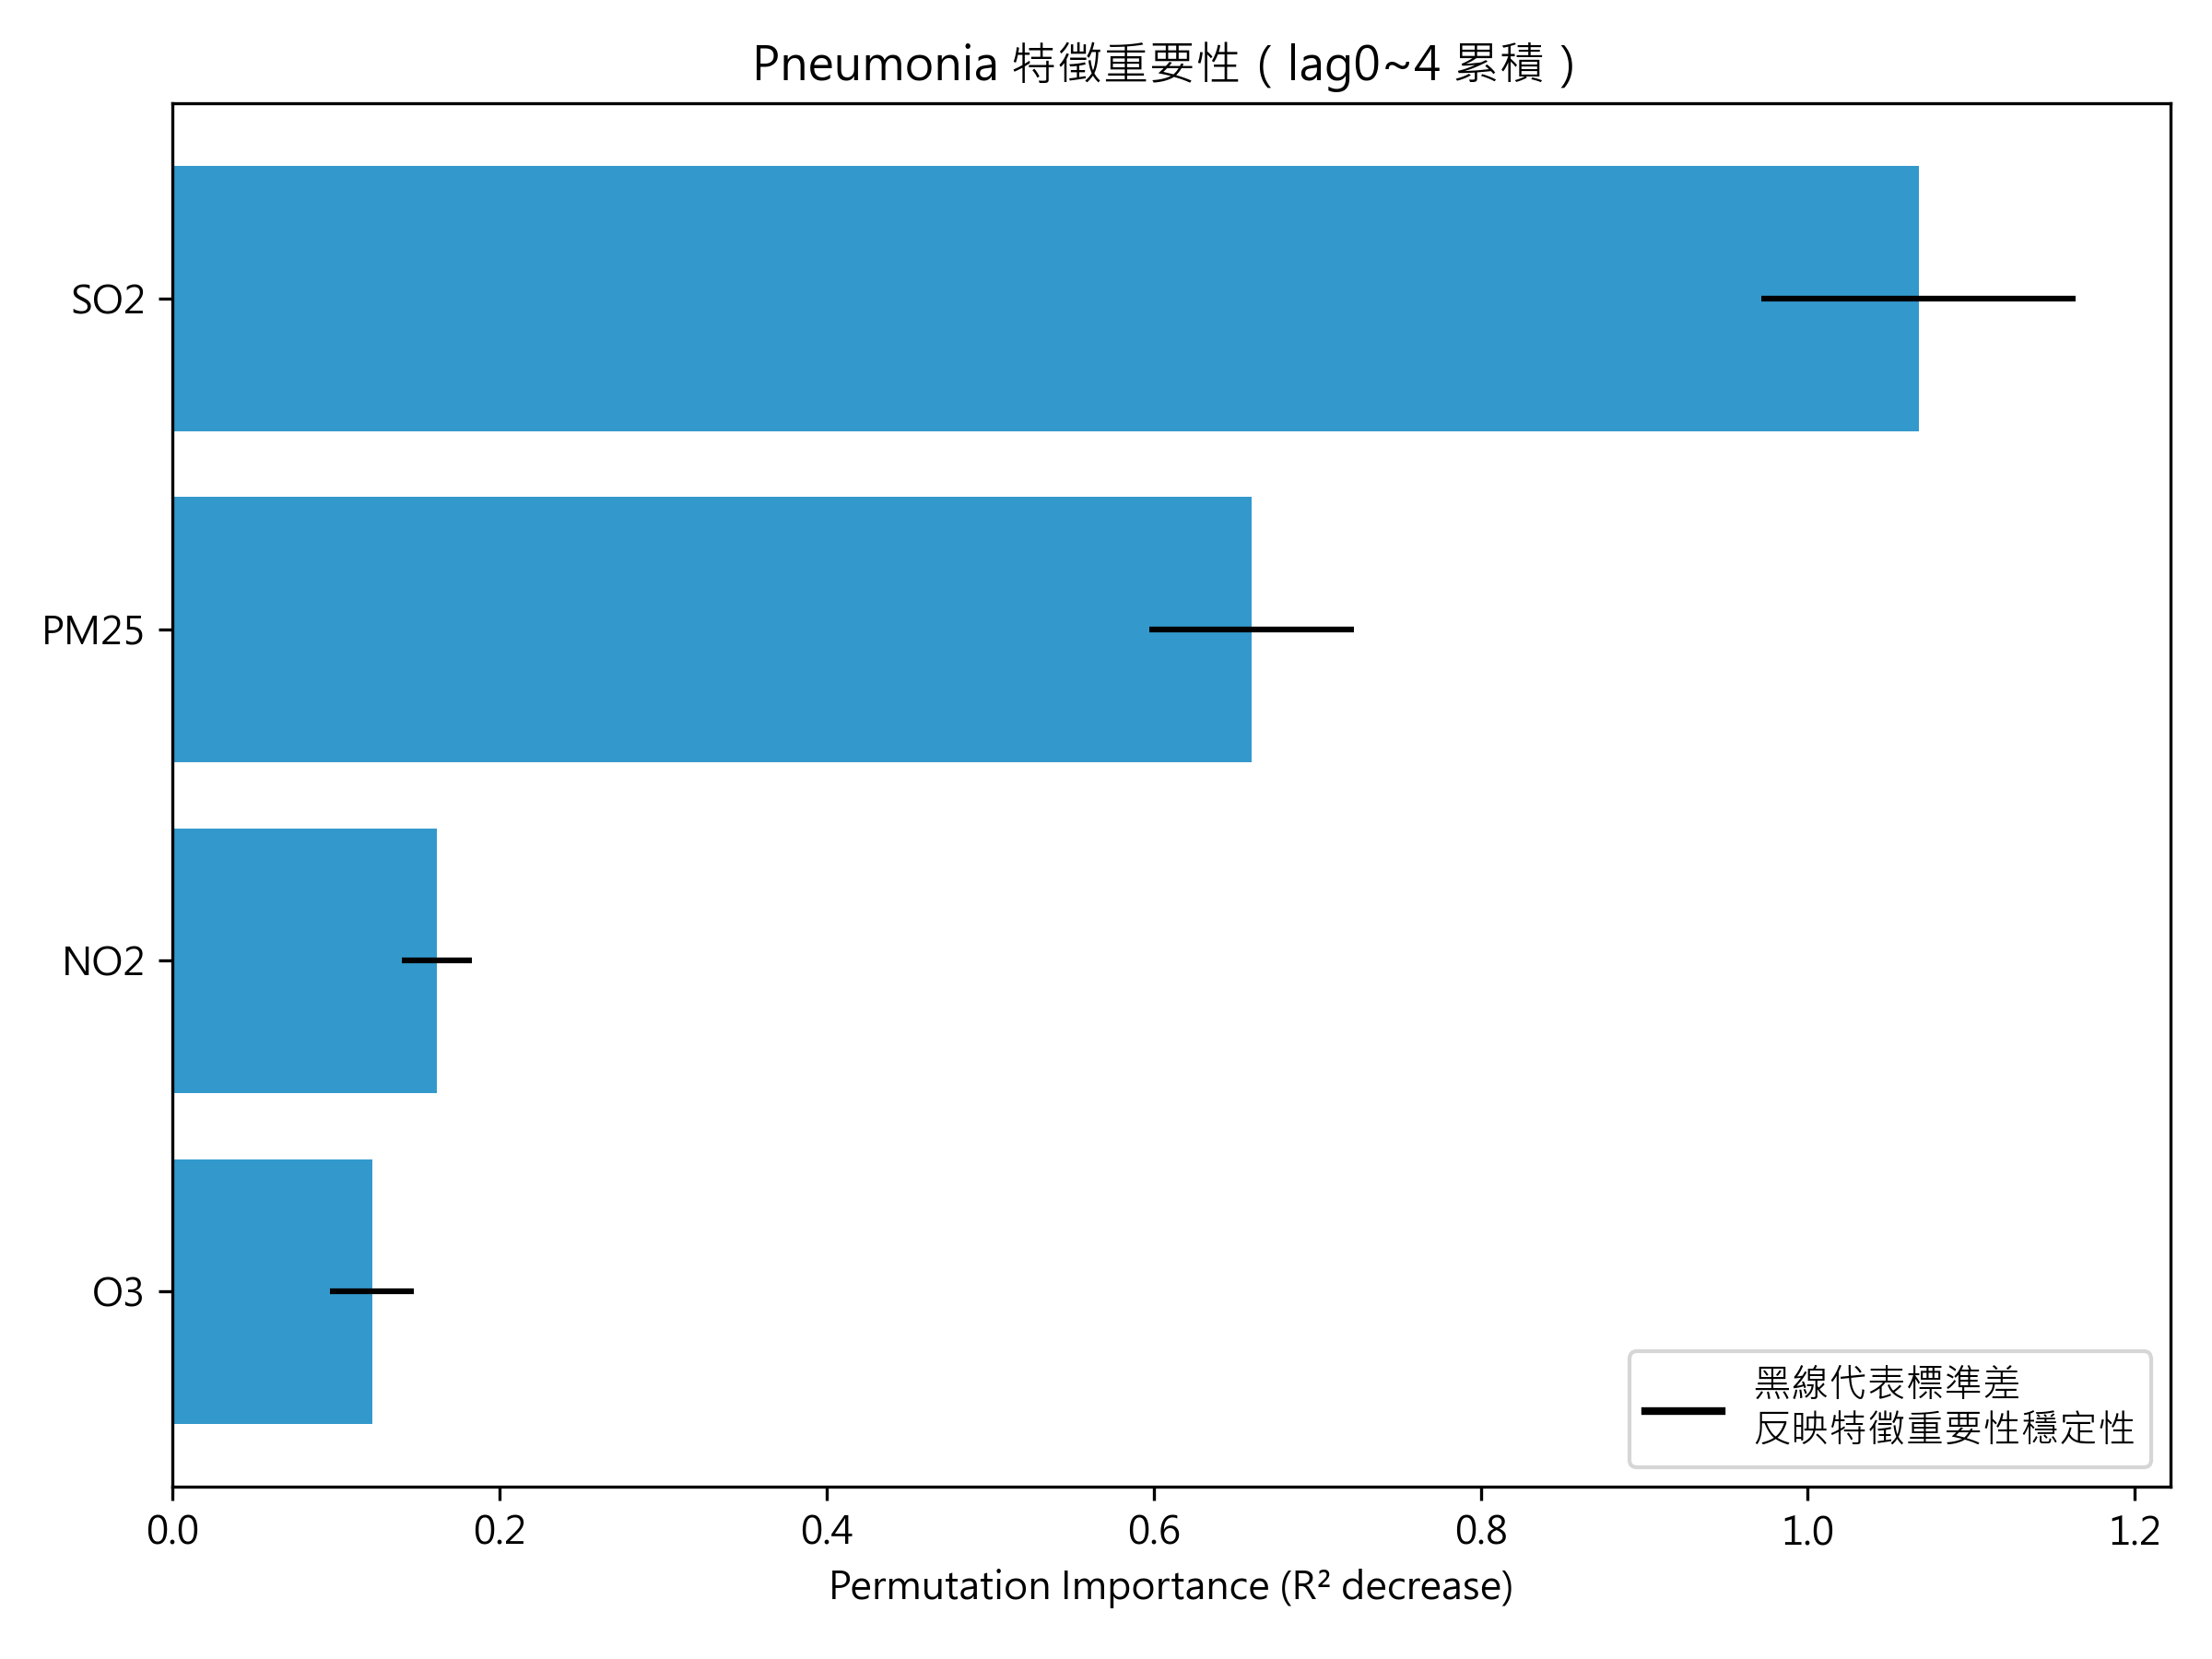 Pneumonia 特徵重要性（lag0~4 累積）
SO2
PM25
NO2
O3
黑線代表標準差
反映特徵重要性穩定性
0.0 0.2 0.4 0.6 0.8 1.0 1.2
Permutation Importance (R² decrease)